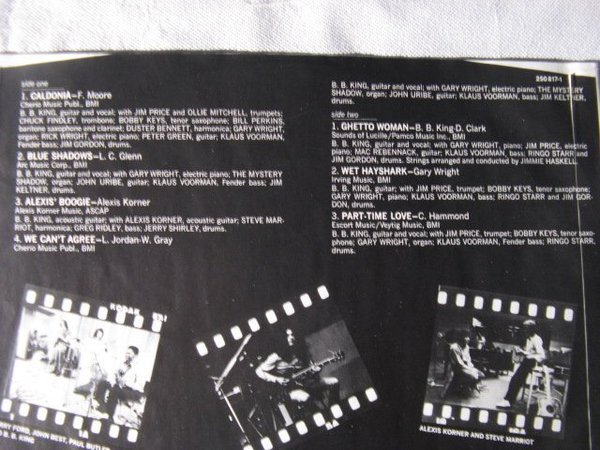 side one
1. CALDONIA—F. Moore
Cherio Music Publ., BMI
B. B. KING, guitar and vocal; with JIM PRICE and OLLIE MITCHELL, trumpets;
CHUCK FINDLEY, trombone; BOBBY KEYS, tenor saxophone; BILL PERKINS,
baritone saxophone and clarinet; DUSTER BENNETT, harmonica; GARY WRIGHT,
organ; RICK WRIGHT, electric piano; PETER GREEN, guitar; KLAUS VOORMAN,
Fender bass; JIM GORDON, drums.
2. BLUE SHADOWS—L. C. Glenn
Arc Music Corp., BMI
B. B. KING, guitar and vocal; with GARY WRIGHT, electric piano; THE MYSTERY
SHADOW, organ; JOHN URIBE, guitar; KLAUS VOORMAN, Fender bass; JIM
KELTNER, drums.
3. ALEXIS' BOOGIE—Alexis Korner
Alexis Korner Music, ASCAP
B. B. KING, acoustic guitar; with ALEXIS KORNER, acoustic guitar; STEVE MAR-
RIOT, harmonica; GREG RIDLEY, bass; JERRY SHIRLEY, drums.
4. WE CAN'T AGREE—L. Jordan-W. Gray
Cherio Music Publ., BMI
250 817-1
B. B. KING, guitar and vocal; with GARY WRIGHT, electric piano; THE MYSTERY
SHADOW, organ; JOHN URIBE, guitar; KLAUS VOORMAN, bass; JIM KELTNER,
drums.
side two
1. GHETTO WOMAN—B. B. King-D. Clark
Sounds of Lucille/Pamco Music Inc., BMI
B. B. KING, guitar and vocal; with GARY WRIGHT, piano; JIM PRICE, electric
piano; MAC REBENNACK, guitar; KLAUS VOORMAN, bass; RINGO STARR and
JIM GORDON, drums. Strings arranged and conducted by JIMMIE HASKELL.
2. WET HAYSHARK—Gary Wright
Irving Music, BMI
B. B. KING, guitar; with JIM PRICE, trumpet; BOBBY KEYS, tenor saxophone;
GARY WRIGHT, piano; KLAUS VOORMAN, bass; RINGO STARR and JIM GOR-
DON, drums.
3. PART-TIME LOVE—C. Hammond
Escort Music/Veytig Music, BMI
B. B. KING, guitar and vocal; with JIM PRICE, trumpet; BOBBY KEYS, tenor saxo-
phone; GARY WRIGHT, organ; KLAUS VOORMAN, Fender bass; RINGO STARR,
drums.
KODAK
RRY FORD, JOHN BEST, PAUL BUTLER
D B. B. KING
ALEXIS KORNER AND STEVE MARRIOT